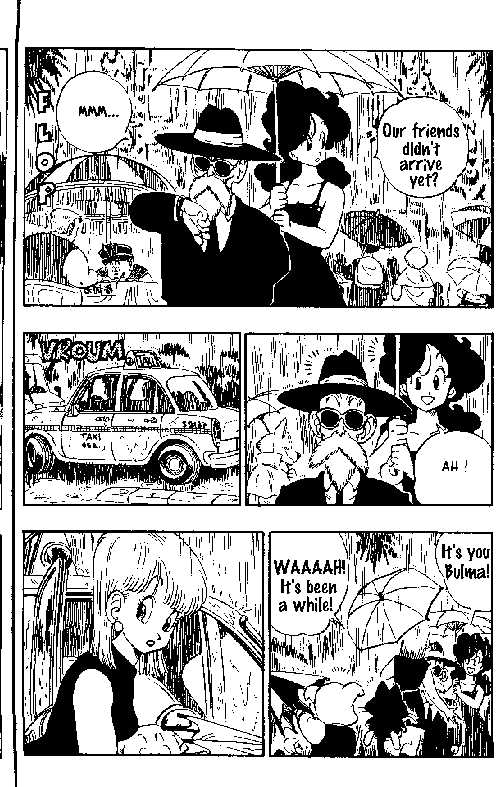 FLOP
MMM...
Our friends
didn't
arrive
yet?
VROUM
TAXI
AH!
WAAAAH!
It's been
a while!
It's you
Bulma!